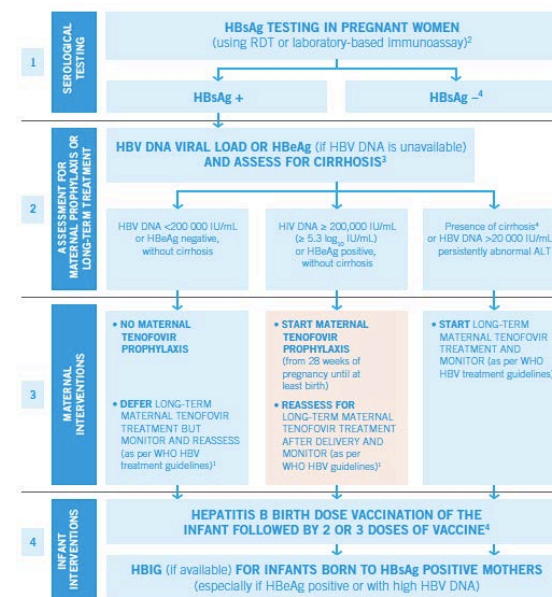 1
SEROLOGICAL
TESTING
HBsAg TESTING IN PREGNANT WOMEN
(using RDT or laboratory-based immunoassay)2
HBsAg +
HBsAg –4
2
ASSESSMENT FOR
MATERNAL PROPHYLAXIS OR
LONG-TERM TREATMENT
HBV DNA VIRAL LOAD OR HBeAg (if HBV DNA is unavailable)
AND ASSESS FOR CIRRHOSIS3
HBV DNA <200 000 IU/mL
or HBeAg negative,
without cirrhosis
HIV DNA ≥ 200,000 IU/mL
(≥ 5.3 log10 IU/mL)
or HBeAg positive,
without cirrhosis
Presence of cirrhosis4
or HBV DNA >20 000 IU/mL
persistently abnormal ALT
3
MATERNAL
INTERVENTIONS
• NO MATERNAL
TENOFOVIR
PROPHYLAXIS
• DEFER LONG-TERM
MATERNAL TENOFOVIR
TREATMENT BUT
MONITOR AND REASSESS
(as per WHO HBV
treatment guidelines)1
• START MATERNAL
TENOFOVIR
PROPHYLAXIS
(from 28 weeks of
pregnancy until at
least birth)
• REASSESS FOR
LONG-TERM MATERNAL
TENOFOVIR TREATMENT
AFTER DELIVERY AND
MONITOR (as per
WHO HBV guidelines)1
• START LONG-TERM
MATERNAL TENOFOVIR
TREATMENT AND
MONITOR (as per WHO
HBV treatment guidelines)
4
INFANT
INTERVENTIONS
HEPATITIS B BIRTH DOSE VACCINATION OF THE
INFANT FOLLOWED BY 2 OR 3 DOSES OF VACCINE4
HBIG (if available) FOR INFANTS BORN TO HBsAg POSITIVE MOTHERS
(especially if HBeAg positive or with high HBV DNA)